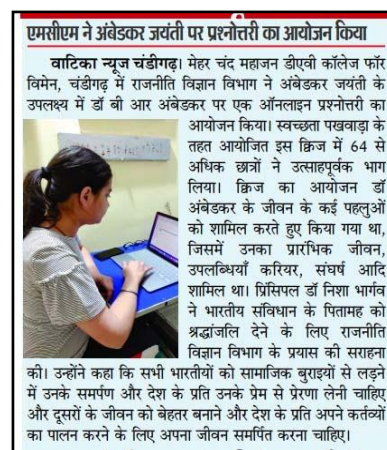 एमसीएम ने अंबेडकर जयंती पर प्रश्नोत्तरी का आयोजन किया
वाटिका न्यूज चंडीगढ़। मेहर चंद महाजन डीएवी कॉलेज फॉर
विमेन, चंडीगढ़ में राजनीति विज्ञान विभाग ने अंबेडकर जयंती के
उपलक्ष्य में डॉ बी आर अंबेडकर पर एक ऑनलाइन प्रश्नोत्तरी का
आयोजन किया। स्वच्छता पखवाड़ा के
तहत आयोजित इस क्विज में 64 से
अधिक छात्रों ने उत्साहपूर्वक भाग
लिया। क्विज का आयोजन डॉ
अंबेडकर के जीवन के कई पहलुओं
को शामिल करते हुए किया गया था,
जिसमें उनका प्रारंभिक जीवन,
उपलब्धियाँ करियर, संघर्ष आदि
शामिल था। प्रिंसिपल डॉ निशा भार्गव
ने भारतीय संविधान के पितामह को
श्रद्धांजलि देने के लिए राजनीति
विज्ञान विभाग के प्रयास की सराहना
की। उन्होंने कहा कि सभी भारतीयों को सामाजिक बुराइयों से लड़ने
में उनके समर्पण और देश के प्रति उनके प्रेम से प्रेरणा लेनी चाहिए
और दूसरों के जीवन को बेहतर बनाने और देश के प्रति अपने कर्तव्यों
का पालन करने के लिए अपना जीवन समर्पित करना चाहिए।